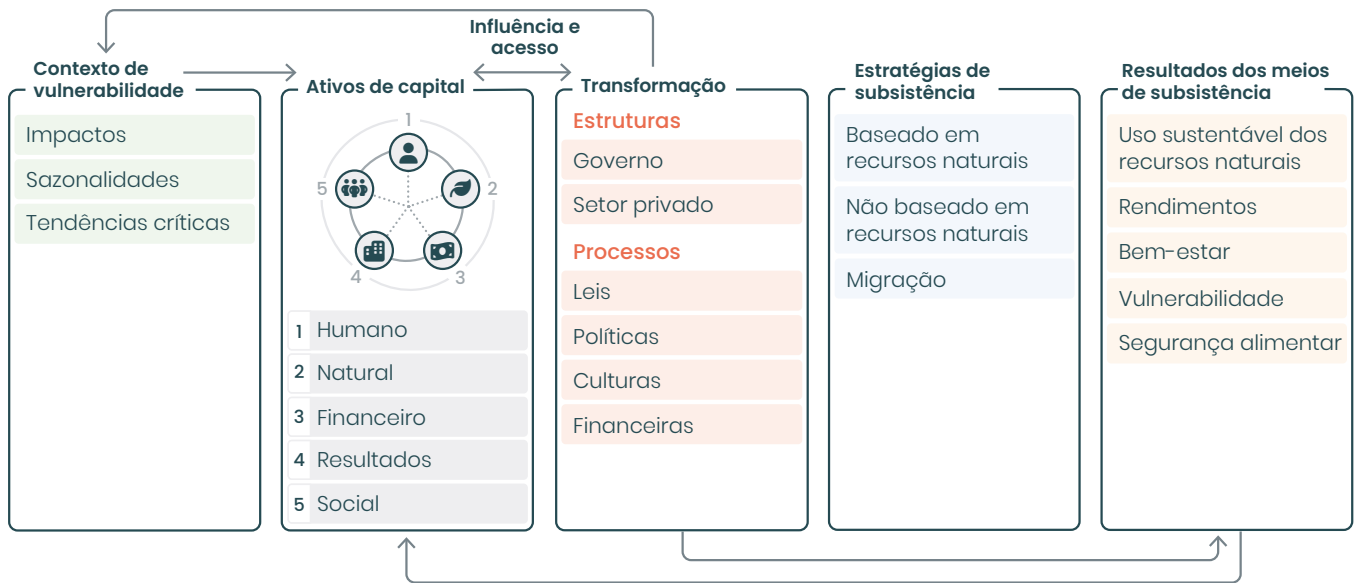 Influência e
acesso
Contexto de
vulnerabilidade
Impactos
Sazonalidades
Tendências críticas
Ativos de capital
1
2
3
4
5
1 Humano
2 Natural
3 Financeiro
4 Resultados
5 Social
Transformação
Estruturas
Governo
Setor privado
Processos
Leis
Políticas
Culturas
Financeiras
Estratégias de
subsistência
Baseado em
recursos naturais
Não baseado em
recursos naturais
Migração
Resultados dos meios
de subsistência
Uso sustentável dos
recursos naturais
Rendimentos
Bem-estar
Vulnerabilidade
Segurança alimentar